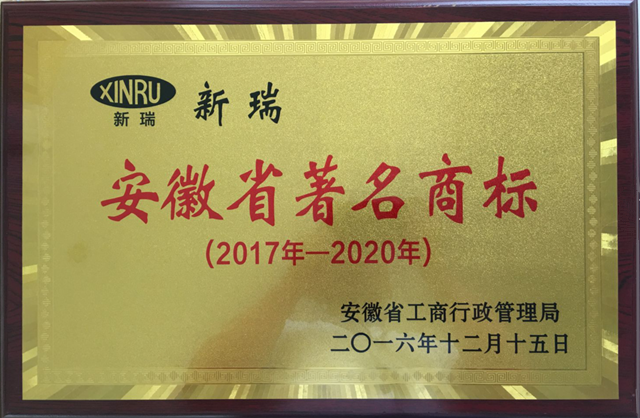 XINRU
新瑞
新瑞
安徽省著名商标
(2017年—2020年)
安徽省工商行政管理局
二〇一六年十二月十五日